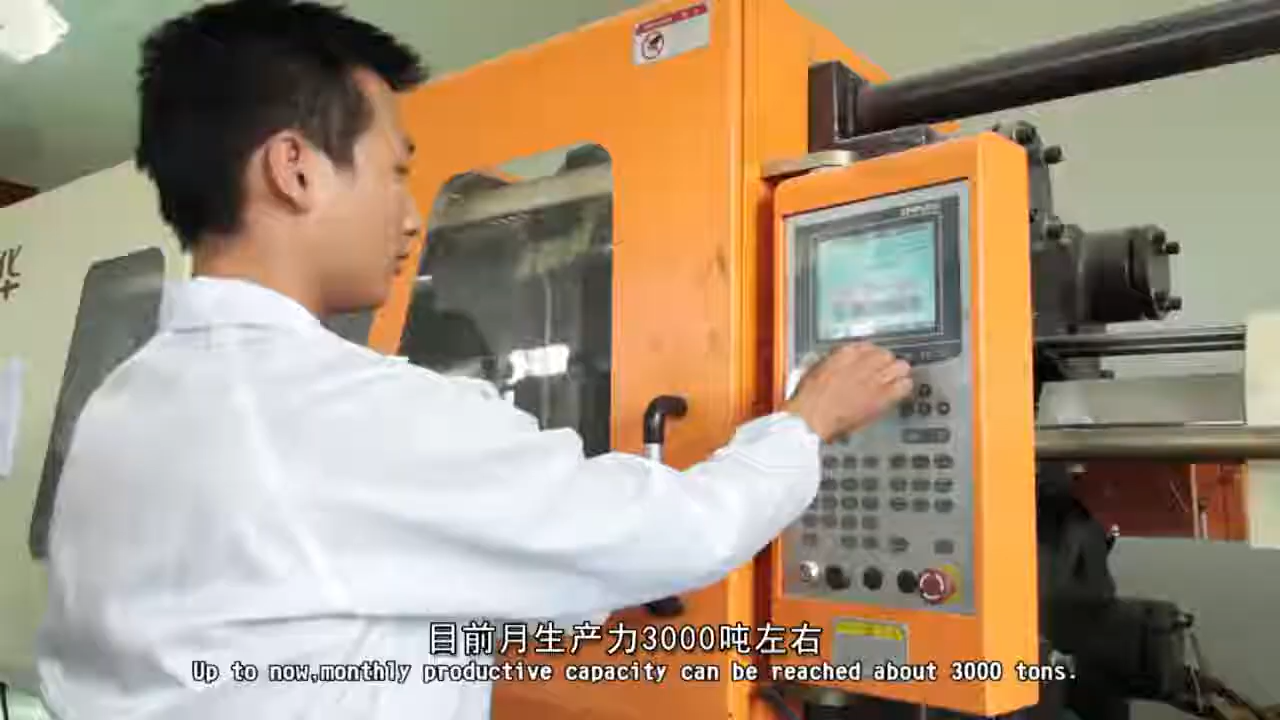 目前月生产力3000吨左右
Up to now,monthly productive capacity can be reached about 3000 tons.